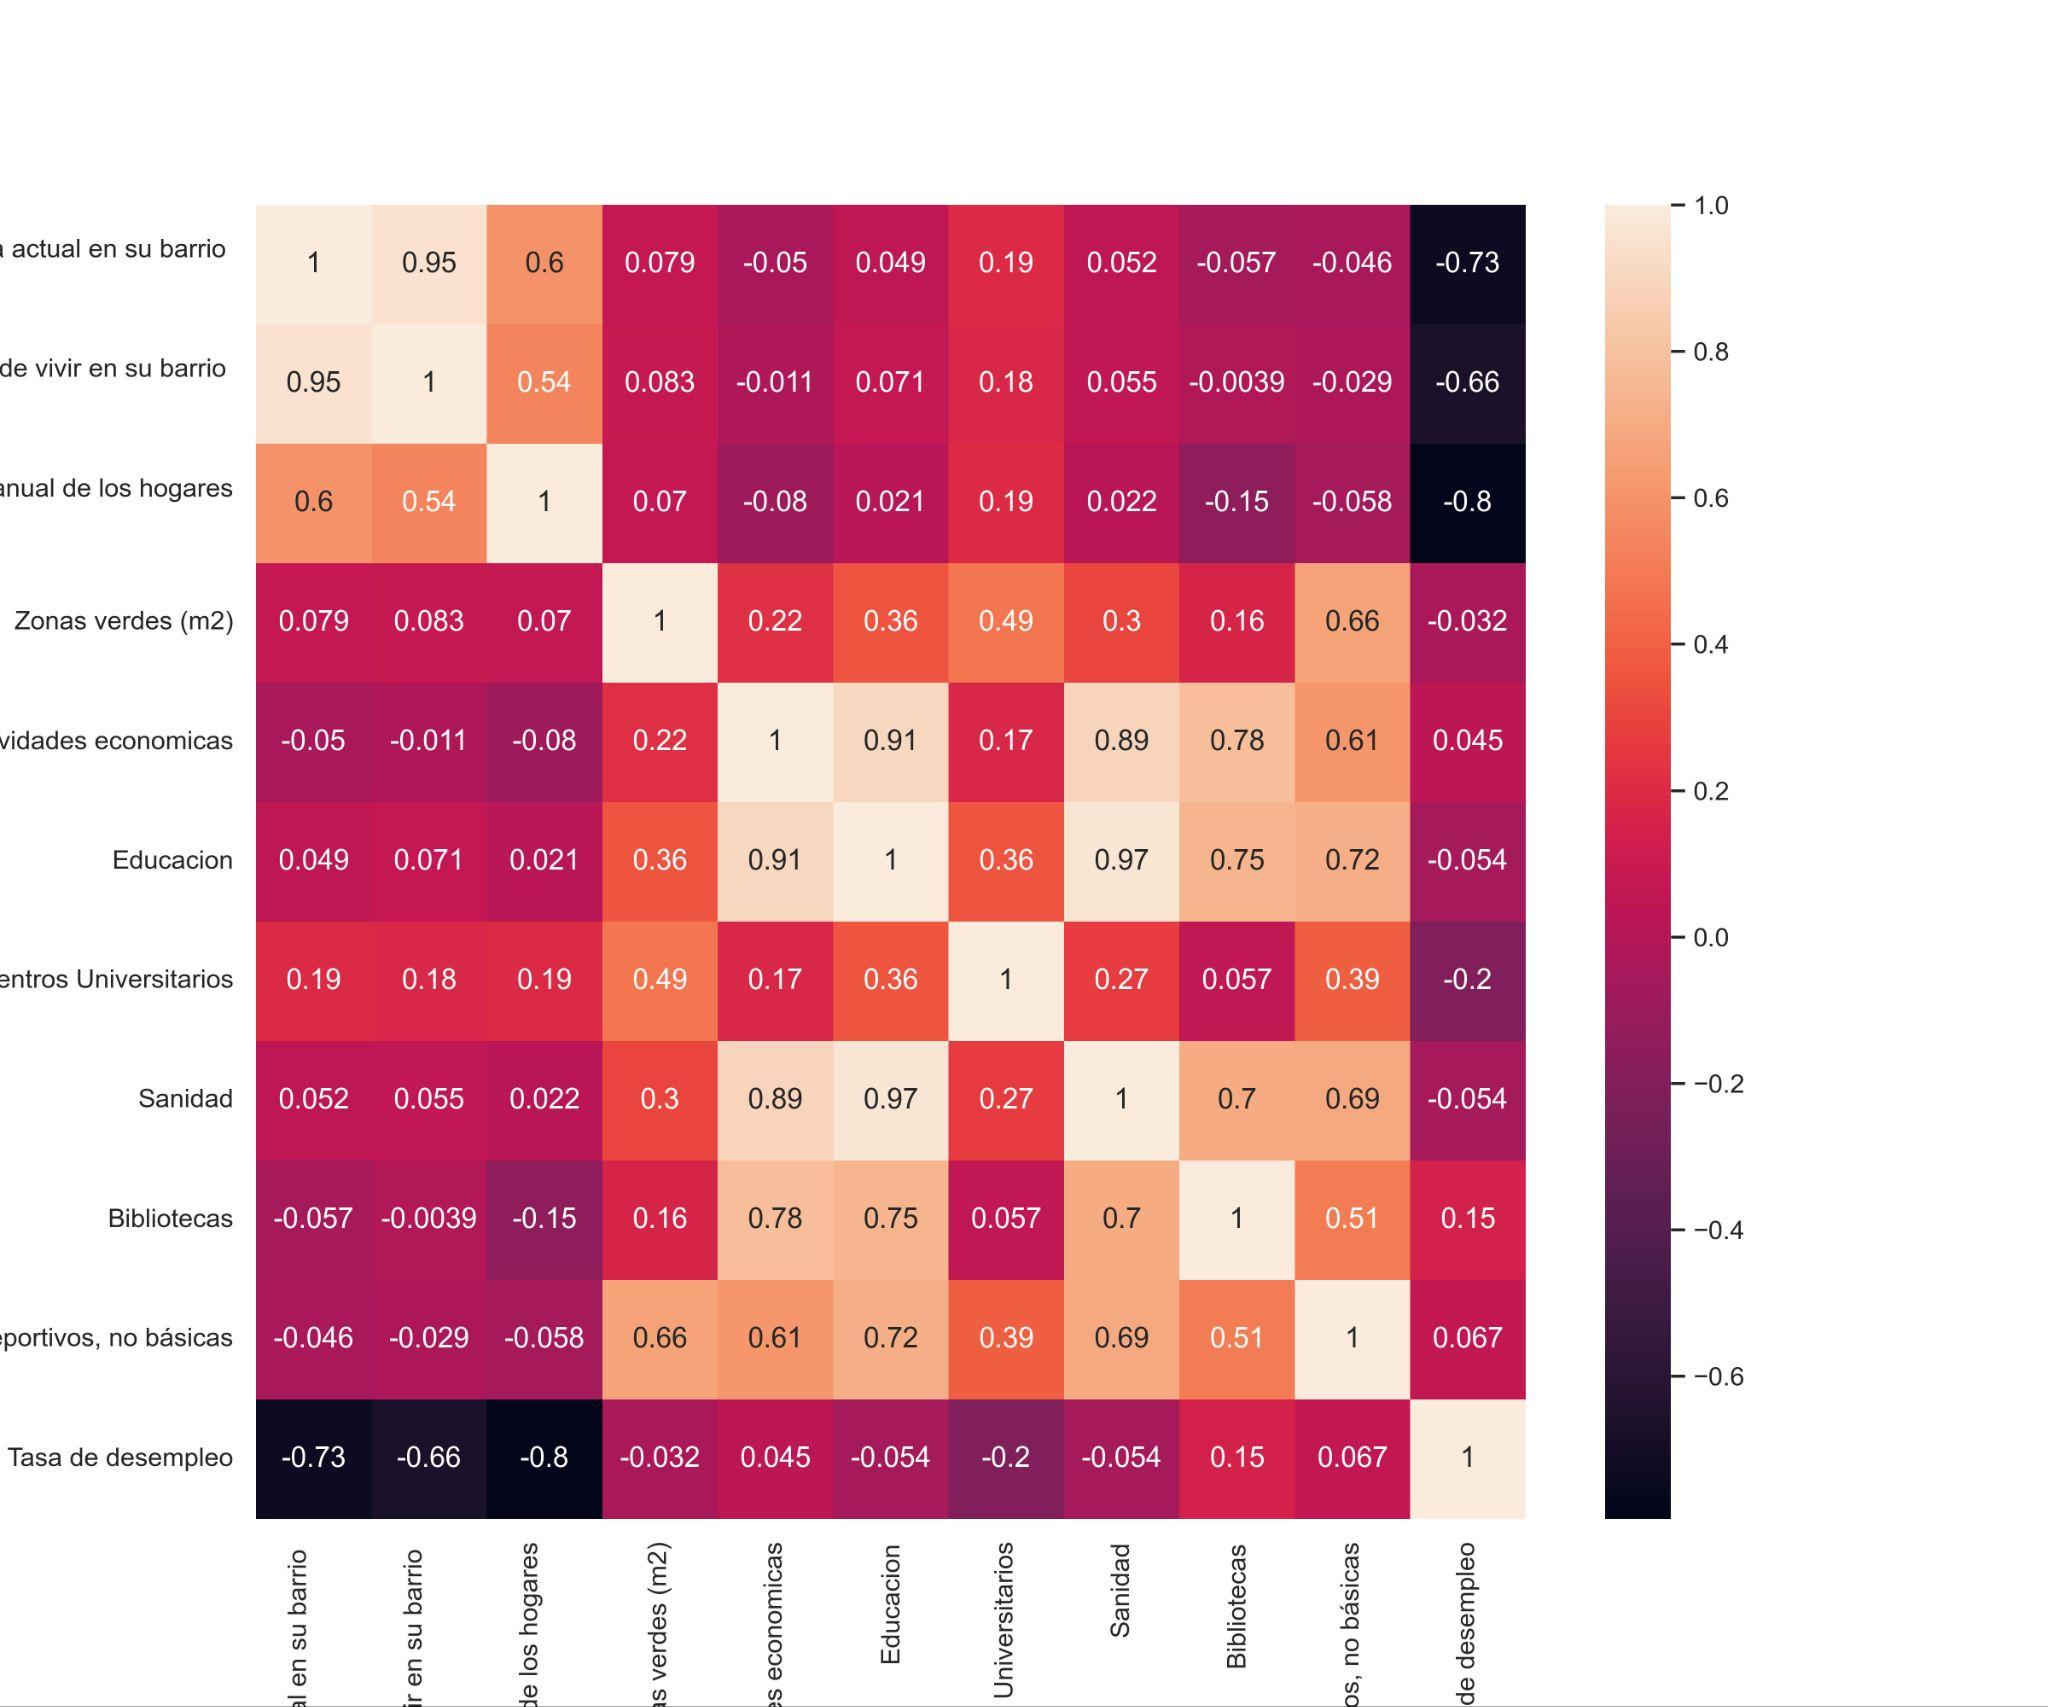 actual en su barrio 1 0.95 0.6 0.079 -0.05 0.049 0.19 0.052 -0.057 -0.046 -0.73
de vivir en su barrio 0.95 1 0.54 0.083 -0.011 0.071 0.18 0.055 -0.0039 -0.029 -0.66
anual de los hogares 0.6 0.54 1 0.07 -0.08 0.021 0.19 0.022 -0.15 -0.058 -0.8
Zonas verdes (m2) 0.079 0.083 0.07 1 0.22 0.36 0.49 0.3 0.16 0.66 -0.032
vidades economicas -0.05 -0.011 -0.08 0.22 1 0.91 0.17 0.89 0.78 0.61 0.045
Educacion 0.049 0.071 0.021 0.36 0.91 1 0.36 0.97 0.75 0.72 -0.054
entros Universitarios 0.19 0.18 0.19 0.49 0.17 0.36 1 0.27 0.057 0.39 -0.2
Sanidad 0.052 0.055 0.022 0.3 0.89 0.97 0.27 1 0.7 0.69 -0.054
Bibliotecas -0.057 -0.0039 -0.15 0.16 0.78 0.75 0.057 0.7 1 0.51 0.15
portivos, no básicas -0.046 -0.029 -0.058 0.66 0.61 0.72 0.39 0.69 0.51 1 0.067
Tasa de desempleo -0.73 -0.66 -0.8 -0.032 0.045 -0.054 -0.2 -0.054 0.15 0.067 1
al en su barrio
ir en su barrio
de los hogares
as verdes (m2)
es economicas
Educacion
Universitarios
Sanidad
Bibliotecas
os, no básicas
de desempleo
1.0
0.8
0.6
0.4
0.2
0.0
−0.2
−0.4
−0.6